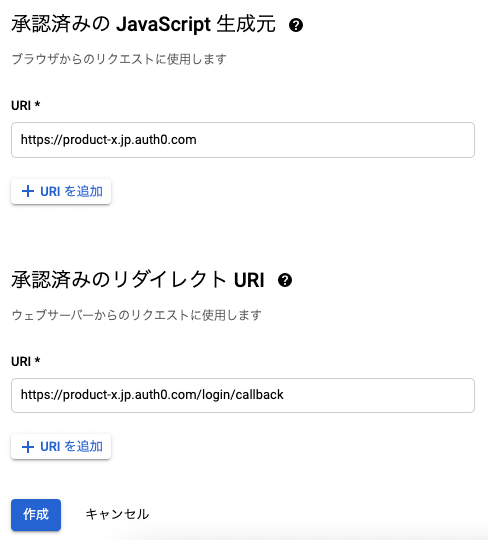 承認済みの JavaScript 生成元
ブラウザからのリクエストに使用します
URI *
https://product-x.jp.auth0.com
+ URI を追加
承認済みのリダイレクト URI
ウェブサーバーからのリクエストに使用します
URI *
https://product-x.jp.auth0.com/login/callback
+ URI を追加
作成 キャンセル